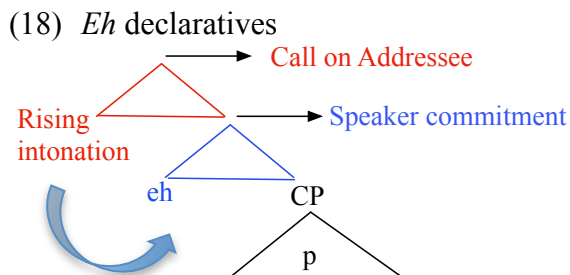 (18) Eh declaratives
Call on Addressee
Rising
intonation
Speaker commitment
eh
CP
p